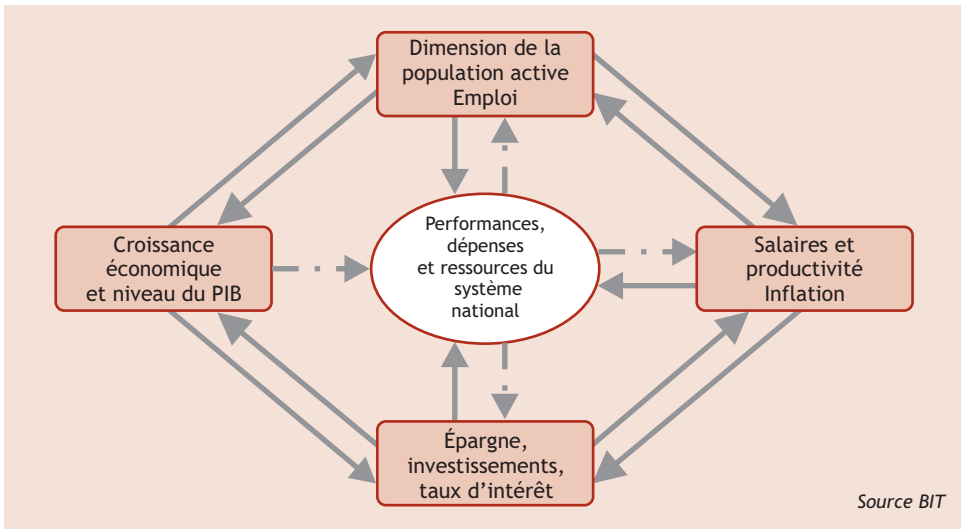 Dimension de la
population active
Emploi
Croissance
économique
et niveau du PIB
Performances,
dépenses
et ressources du
système
national
Salaires et
productivité
Inflation
Épargne,
investissements,
taux d'intérêt
Source BIT